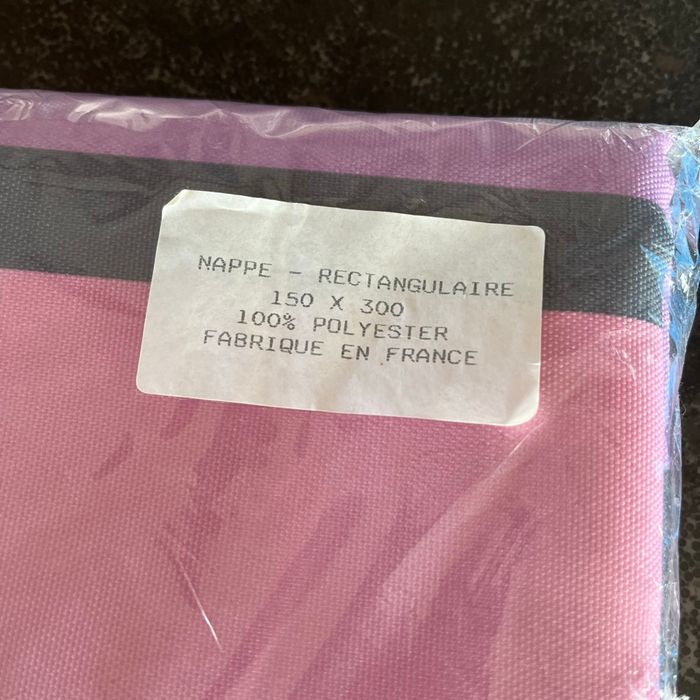 NAPPE - RECTANGULAIRE
150 X 300
100% POLYESTER
FABRIQUE EN FRANCE